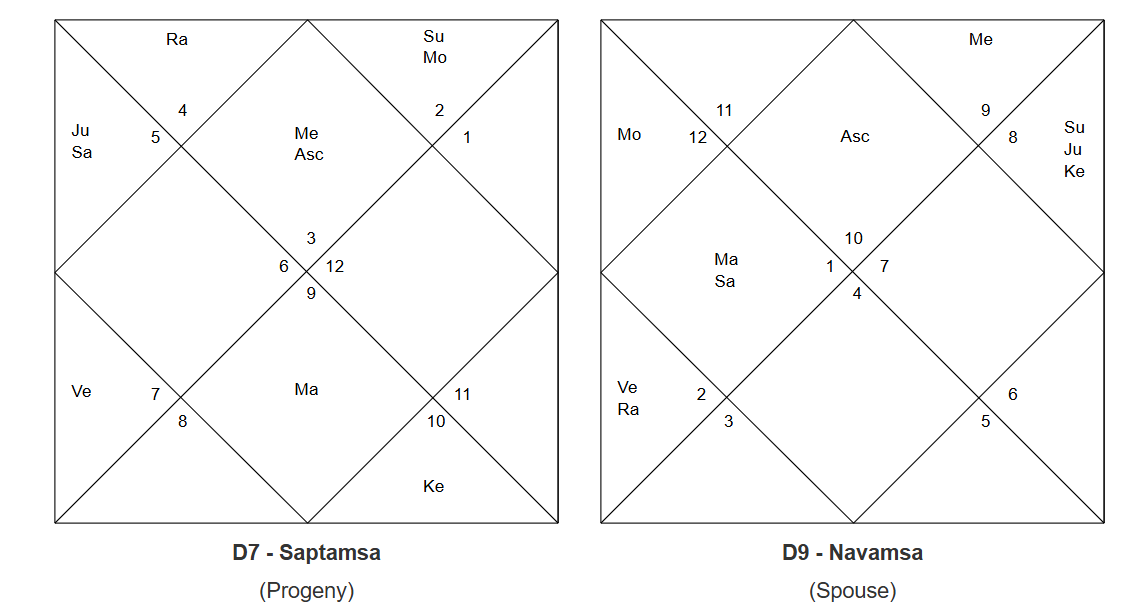 Ra
Su
Mo
4
2
Ju
Sa
5
Me
Asc
1
3
6
12
9
Ve
7
8
Ma
11
10
Ke
D7 - Saptamsa
(Progeny)
Me
11
9
Mo
12
Asc
8
Su
Ju
Ke
10
Ma
Sa
1
7
4
Ve
Ra
2
3
6
5
D9 - Navamsa
(Spouse)